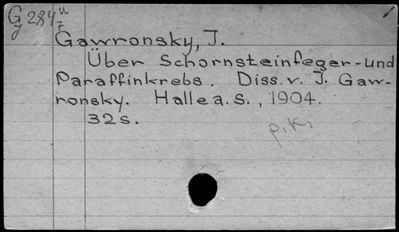 G 284 u
y 7
Gawronsky, J.
Über Schornsteinfeger-und
Paraffinkrebs. Diss. v. J. Gaw-
ronsky. Halle a. S., 1904.
32 s.